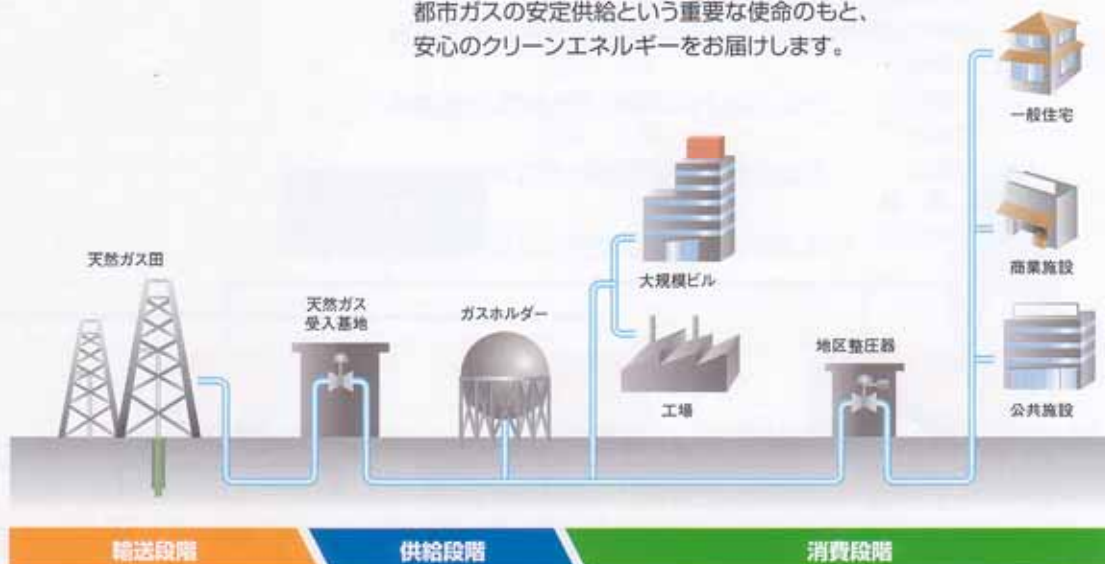 都市ガスの安定供給という重要な使命のもと、
安心のクリーンエネルギーをお届けします。
一般住宅
商業施設
公共施設
大規模ビル
工場
天然ガス田
天然ガス
受入基地
ガスホルダー
地区整圧器
輸送段階
供給段階
消費段階